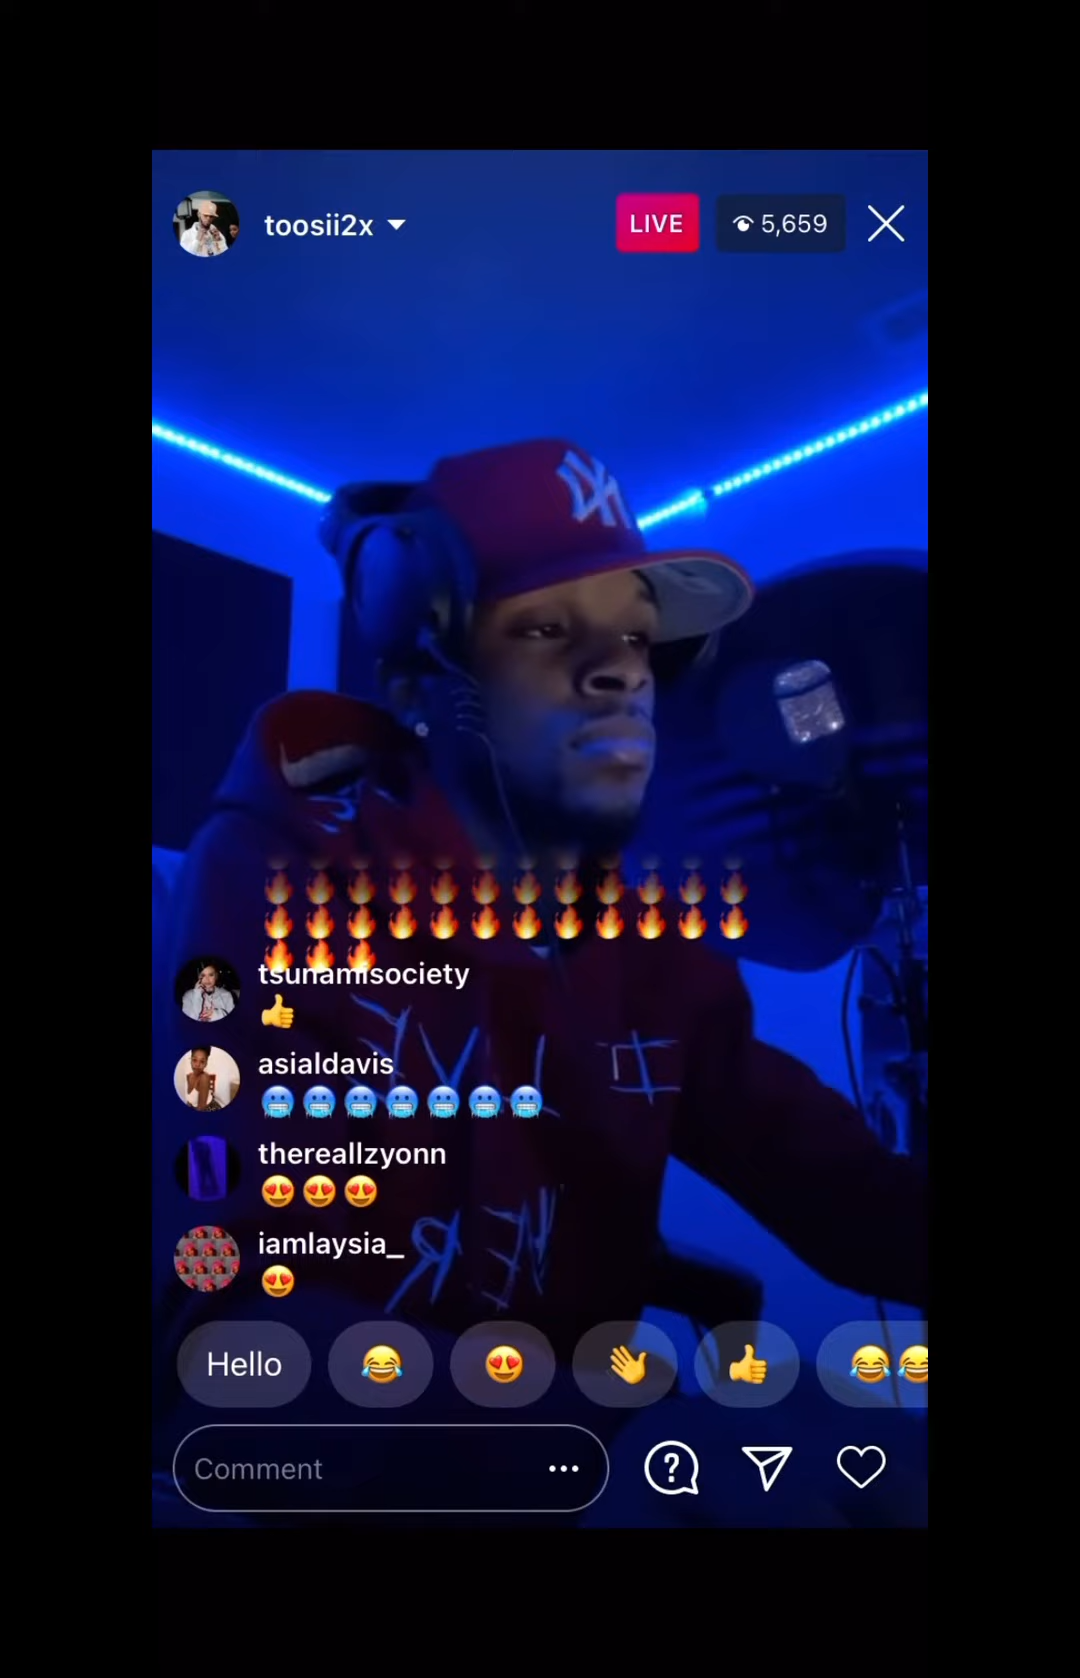 toosii2x
LIVE
5,659
🔥🔥🔥🔥🔥🔥🔥🔥🔥🔥🔥🔥
🔥🔥🔥🔥🔥🔥🔥🔥🔥🔥🔥🔥
🔥🔥🔥
tsunamisociety
👍
asialdavis
🥶🥶🥶🥶🥶🥶🥶
thereallzyonn
😍😍😍
iamlaysia_
😍
Hello 😂 😍 👋 👍 😂😂
Comment